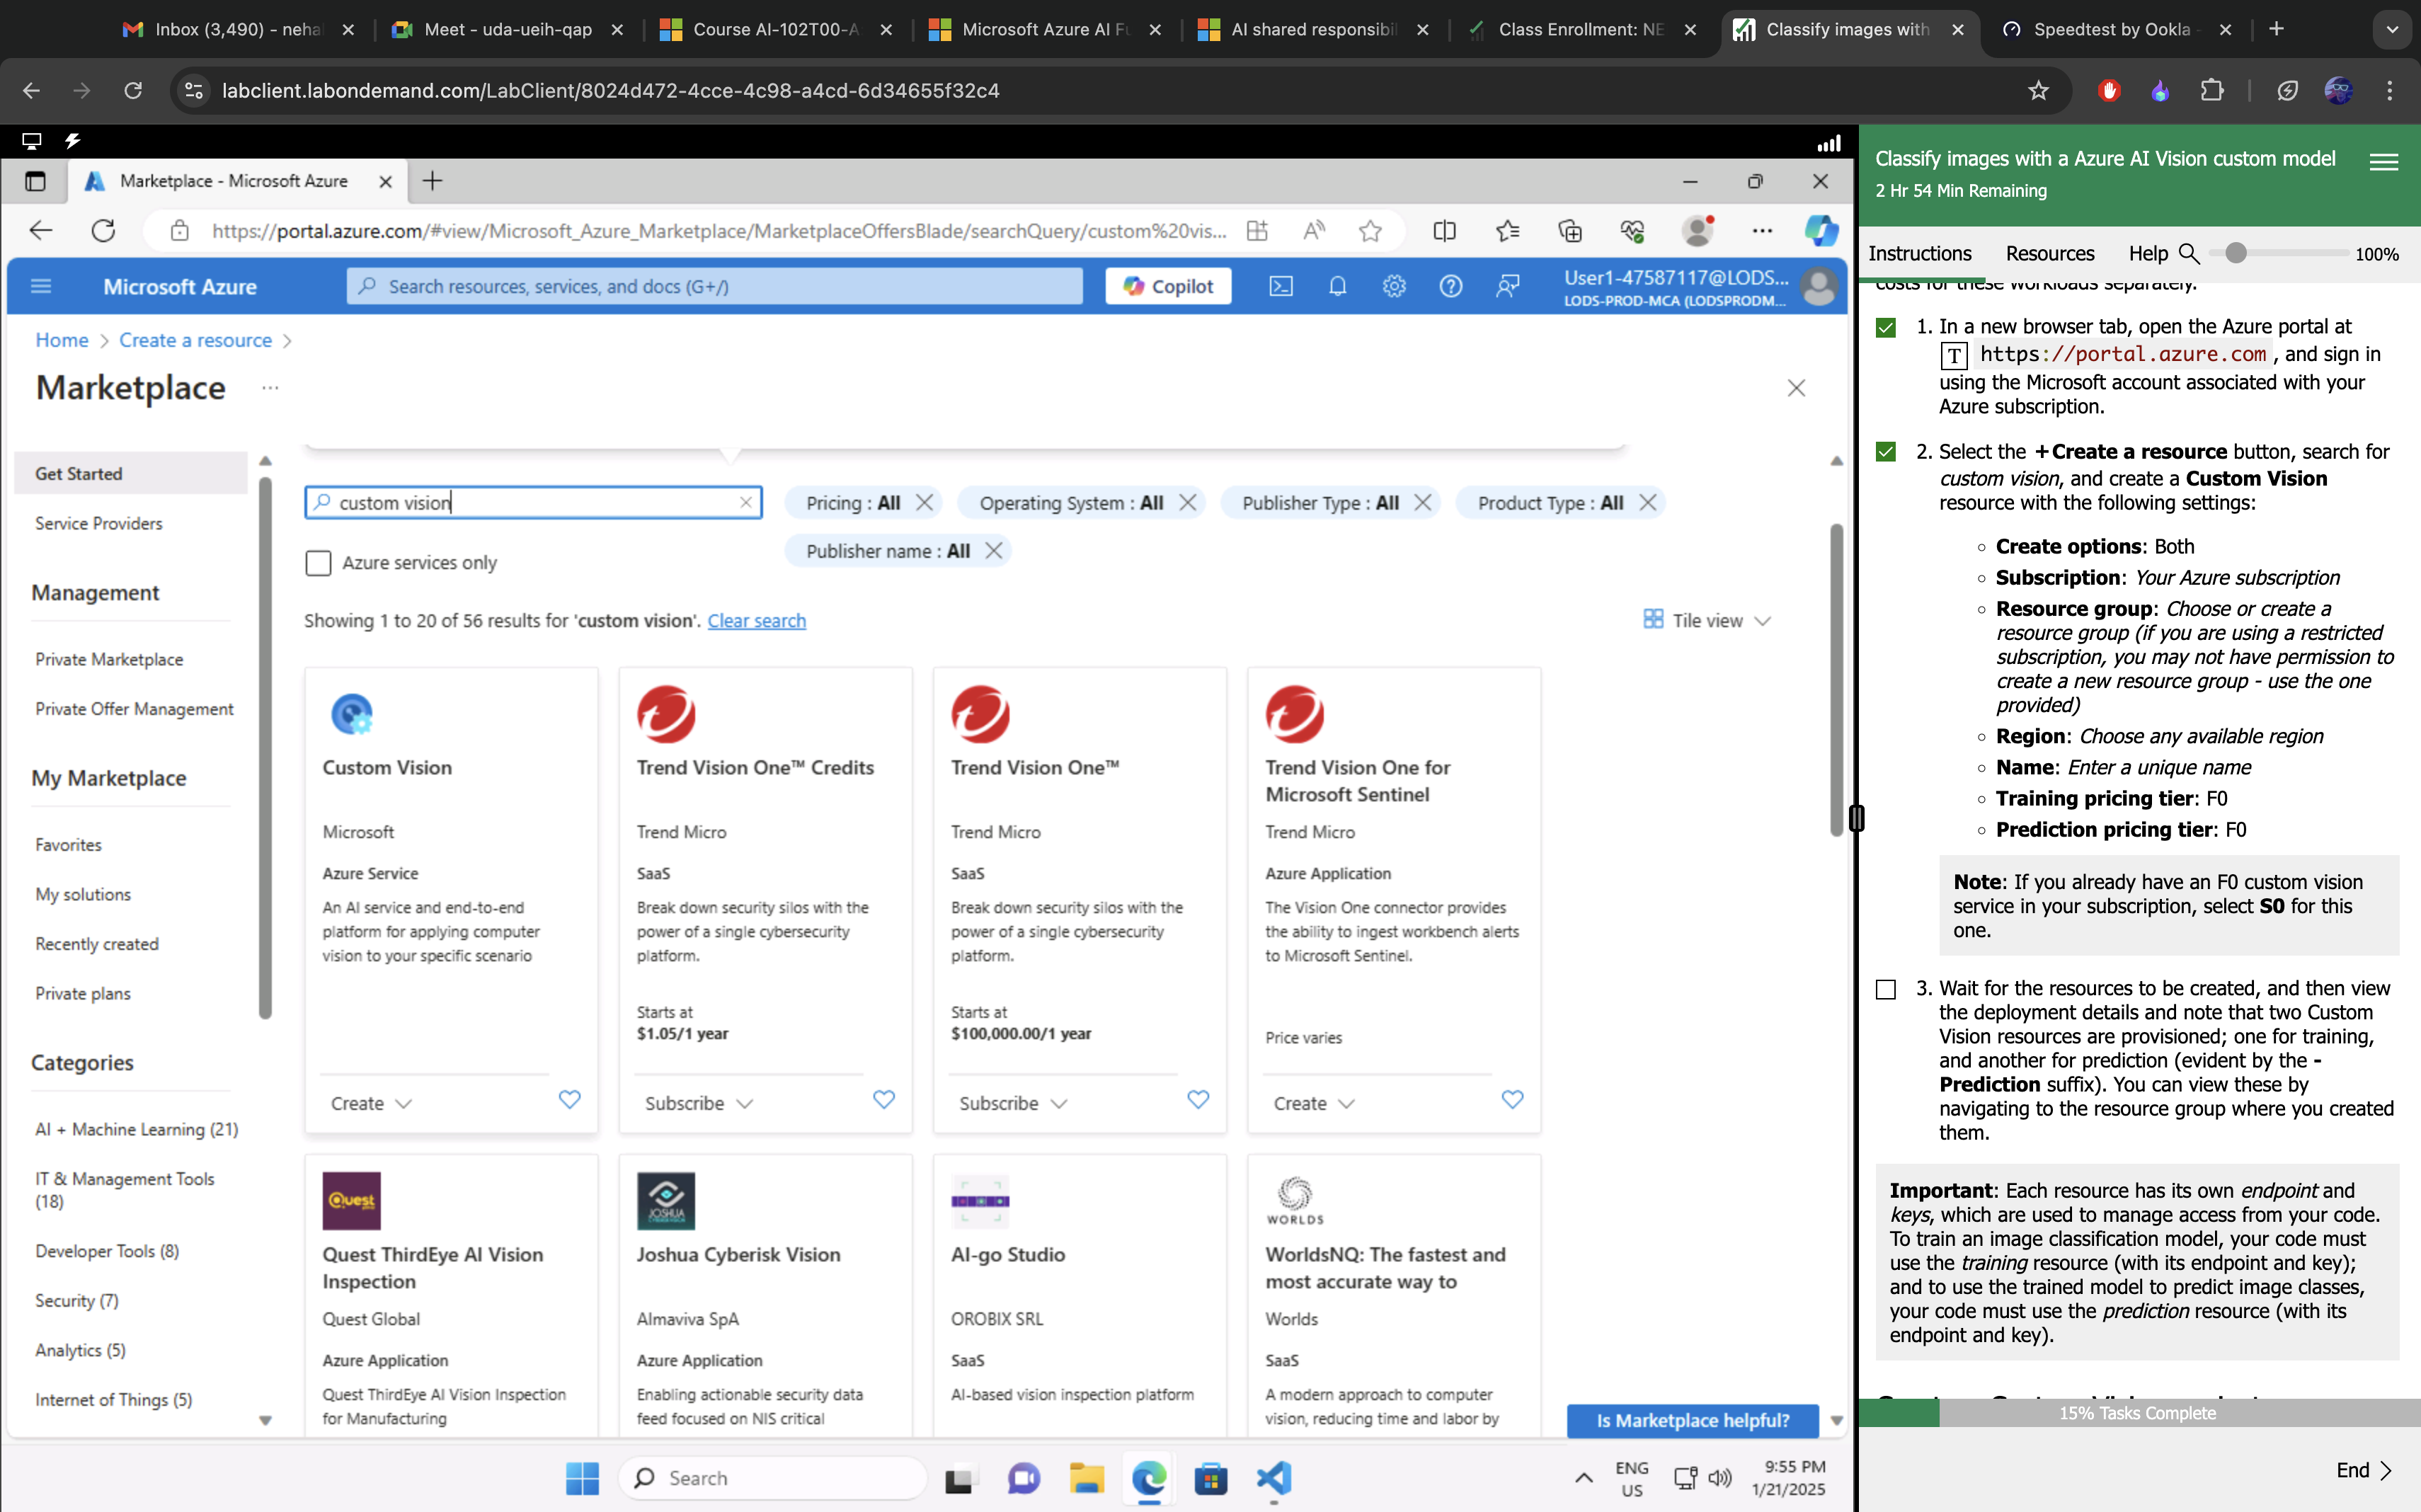 Inbox (3,490) - neha
Meet - uda-ueih-qap
Course AI-102T00-A
Microsoft Azure AI Fu
AI shared responsibil
Class Enrollment: NE
Classify images with
Speedtest by Ookla -
labclient.labondemand.com/LabClient/8024d472-4cce-4c98-a4cd-6d34655f32c4
Marketplace - Microsoft Azure
https://portal.azure.com/#view/Microsoft_Azure_Marketplace/MarketplaceOffersBlade/searchQuery/custom%20vis...
Microsoft Azure
Search resources, services, and docs (G+/)
Copilot
User1-47587117@LODS...
LODS-PROD-MCA (LODSPRODM...
Home > Create a resource >
Marketplace ...
Get Started
Service Providers
Management
Private Marketplace
Private Offer Management
My Marketplace
Favorites
My solutions
Recently created
Private plans
Categories
AI + Machine Learning (21)
IT & Management Tools
(18)
Developer Tools (8)
Security (7)
Analytics (5)
Internet of Things (5)
custom vision
Pricing : All
Operating System : All
Publisher Type : All
Product Type : All
Publisher name : All
Azure services only
Showing 1 to 20 of 56 results for 'custom vision'. Clear search
Tile view
Custom Vision
Microsoft
Azure Service
An AI service and end-to-end
platform for applying computer
vision to your specific scenario
Create
Trend Vision One™ Credits
Trend Micro
SaaS
Break down security silos with the
power of a single cybersecurity
platform.
Starts at
$1.05/1 year
Subscribe
Trend Vision One™
Trend Micro
SaaS
Break down security silos with the
power of a single cybersecurity
platform.
Starts at
$100,000.00/1 year
Subscribe
Trend Vision One for
Microsoft Sentinel
Trend Micro
Azure Application
The Vision One connector provides
the ability to ingest workbench alerts
to Microsoft Sentinel.
Price varies
Create
Quest
Quest ThirdEye AI Vision
Inspection
Quest Global
Azure Application
Quest ThirdEye AI Vision Inspection
for Manufacturing
JOSHUA
Joshua Cyberisk Vision
Almaviva SpA
Azure Application
Enabling actionable security data
feed focused on NIS critical
AI-go Studio
OROBIX SRL
SaaS
AI-based vision inspection platform
WORLDS
WorldsNQ: The fastest and
most accurate way to
Worlds
SaaS
A modern approach to computer
vision, reducing time and labor by
Is Marketplace helpful?
Search
ENG
US
9:55 PM
1/21/2025
Classify images with a Azure AI Vision custom model
2 Hr 54 Min Remaining
Instructions
Resources
Help
100%
costs for these workloads separately.
1. In a new browser tab, open the Azure portal at
T https://portal.azure.com , and sign in
using the Microsoft account associated with your
Azure subscription.
2. Select the +Create a resource button, search for
custom vision, and create a Custom Vision
resource with the following settings:
Create options: Both
Subscription: Your Azure subscription
Resource group: Choose or create a
resource group (if you are using a restricted
subscription, you may not have permission to
create a new resource group - use the one
provided)
Region: Choose any available region
Name: Enter a unique name
Training pricing tier: F0
Prediction pricing tier: F0
Note: If you already have an F0 custom vision
service in your subscription, select S0 for this
one.
3. Wait for the resources to be created, and then view
the deployment details and note that two Custom
Vision resources are provisioned; one for training,
and another for prediction (evident by the -
Prediction suffix). You can view these by
navigating to the resource group where you created
them.
Important: Each resource has its own endpoint and
keys, which are used to manage access from your code.
To train an image classification model, your code must
use the training resource (with its endpoint and key);
and to use the trained model to predict image classes,
your code must use the prediction resource (with its
endpoint and key).
15% Tasks Complete
End >